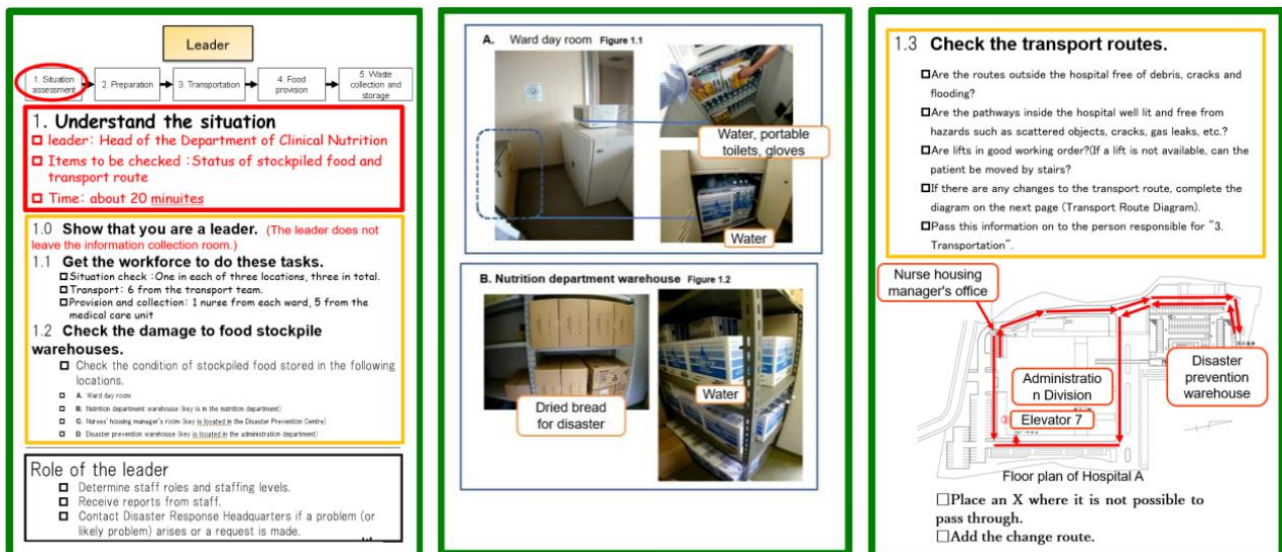 Leader
1. Situation
assessment
2. Preparation
3. Transportation
4. Food
provision
5. Waste
collection and
storage
1. Understand the situation
leader: Head of the Department of Clinical Nutrition
Items to be checked :Status of stockpiled food and
transport route
Time: about 20 minuites
1.0 Show that you are a leader. (The leader does not
leave the information collection room.)
1.1 Get the workforce to do these tasks.
Situation check :One in each of three locations, three in total.
Transport: 6 from the transport team.
Provision and collection: 1 nurse from each ward, 5 from the
medical care unit
1.2 Check the damage to food stockpile
warehouses.
Check the condition of stockpiled food stored in the following
locations.
A. Ward day room
B. Nutrition department warehouse (key is in the nutrition department)
C. Nurses' housing manager's room (key is located in the Disaster Prevention Centre)
D. Disaster prevention warehouse (key is located in the administration department)
Role of the leader
Determine staff roles and staffing levels.
Receive reports from staff.
Contact Disaster Response Headquarters if a problem (or
likely problem) arises or a request is made.
A. Ward day room Figure 1.1
Water, portable
toilets, gloves
Water
B. Nutrition department warehouse Figure 1.2
Dried bread
for disaster
Water
1.3 Check the transport routes.
□Are the routes outside the hospital free of debris, cracks and
flooding?
□Are the pathways inside the hospital well lit and free from
hazards such as scattered objects, cracks, gas leaks, etc.?
□Are lifts in good working order?(If a lift is not available, can the
patient be moved by stairs?
□If there are any changes to the transport route, complete the
diagram on the next page (Transport Route Diagram).
□Pass this information on to the person responsible for "3.
Transportation".
Nurse housing
manager's office
Disaster
prevention
warehouse
Administratio
n Division
③ Elevator 7
Floor plan of Hospital A
□Place an X where it is not possible to
pass through.
□Add the change route.